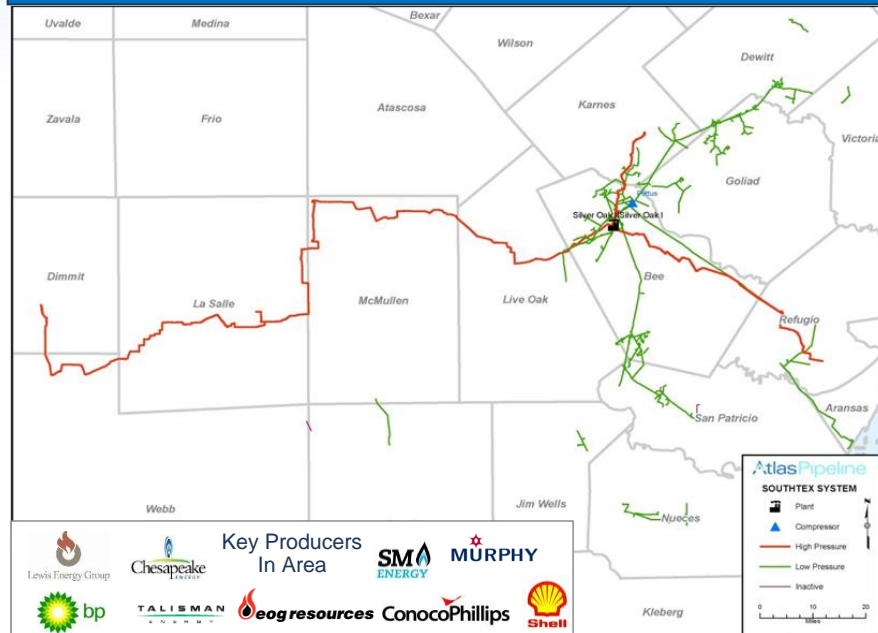 Uvalde
Medina
Bexar
Wilson
Dewitt
Zavala
Frio
Atascosa
Karnes
Victoria
Goliad
Pettus
Silver Oak II
Silver Oak I
Dimmit
La Salle
McMullen
Live Oak
Bee
Refugio
Aransas
San Patricio
Webb
Jim Wells
Nueces
Kleberg
AtlasPipeline
SOUTHTEX SYSTEM
Plant
N
Compressor
High Pressure
Low Pressure
Inactive
0 10 20
Miles
Key Producers
In Area
Lewis Energy Group
Chesapeake
ENERGY
SM
ENERGY
MURPHY
bp
TALISMAN
ENERGY
eog resources
ConocoPhillips
Shell